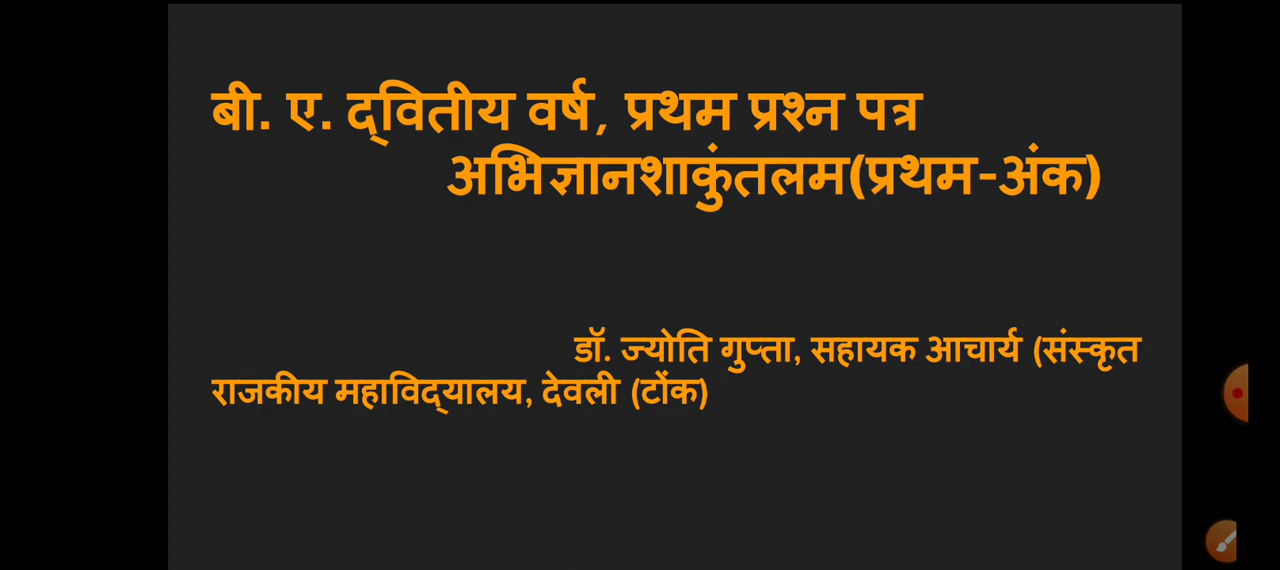 बी. ए. द्वितीय वर्ष, प्रथम प्रश्न पत्र
अभिज्ञानशाकुंतलम(प्रथम-अंक)
डॉ. ज्योति गुप्ता, सहायक आचार्य (संस्कृत
राजकीय महाविद्यालय, देवली (टोंक)